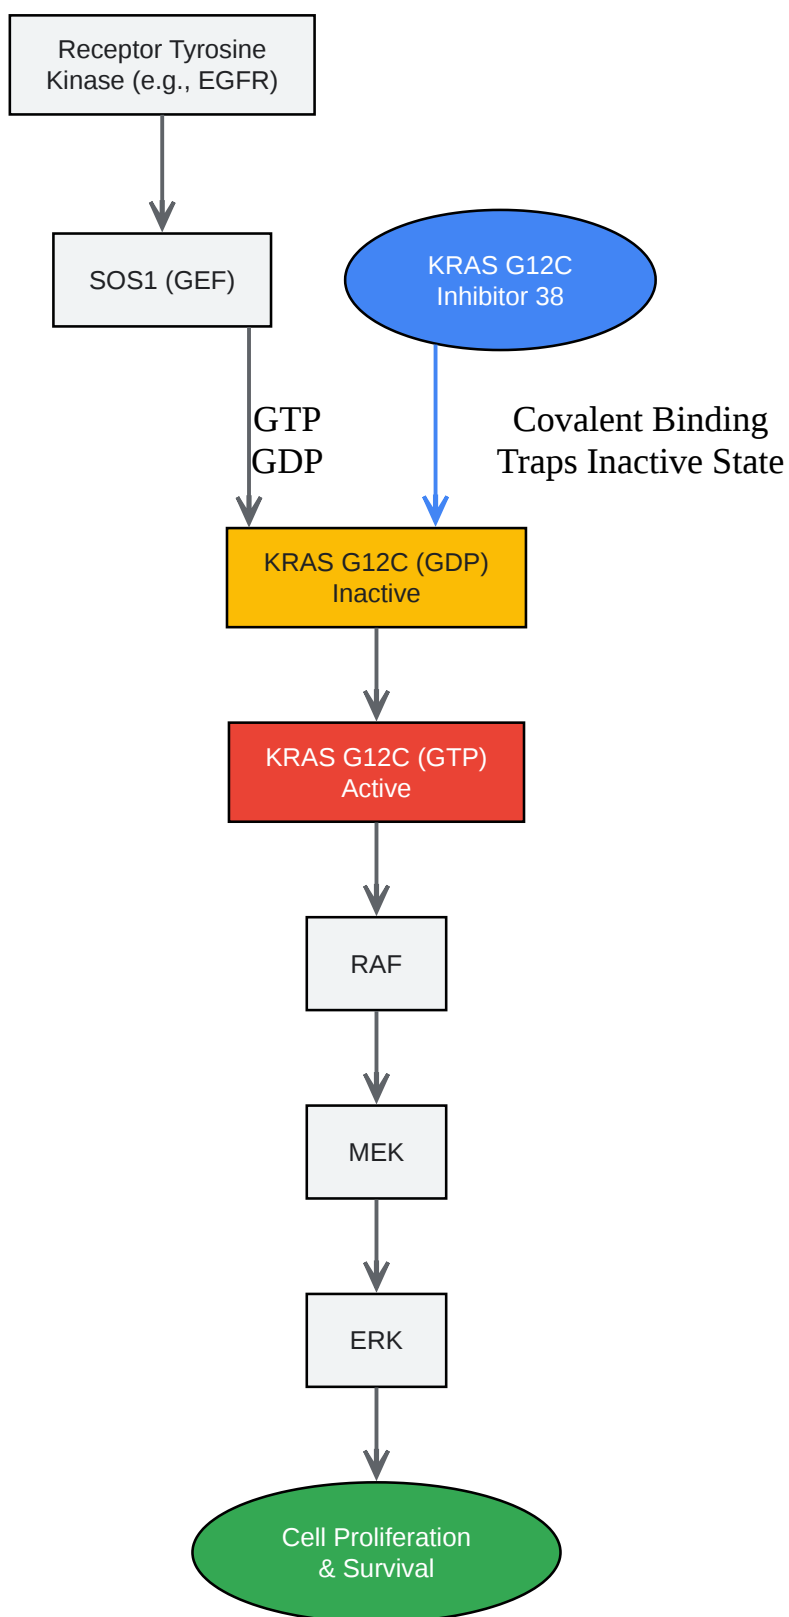 Receptor Tyrosine
Kinase (e.g., EGFR)
SOS1 (GEF)
KRAS G12C
Inhibitor 38
GTP
GDP
Covalent Binding
Traps Inactive State
KRAS G12C (GDP)
Inactive
KRAS G12C (GTP)
Active
RAF
MEK
ERK
Cell Proliferation
& Survival